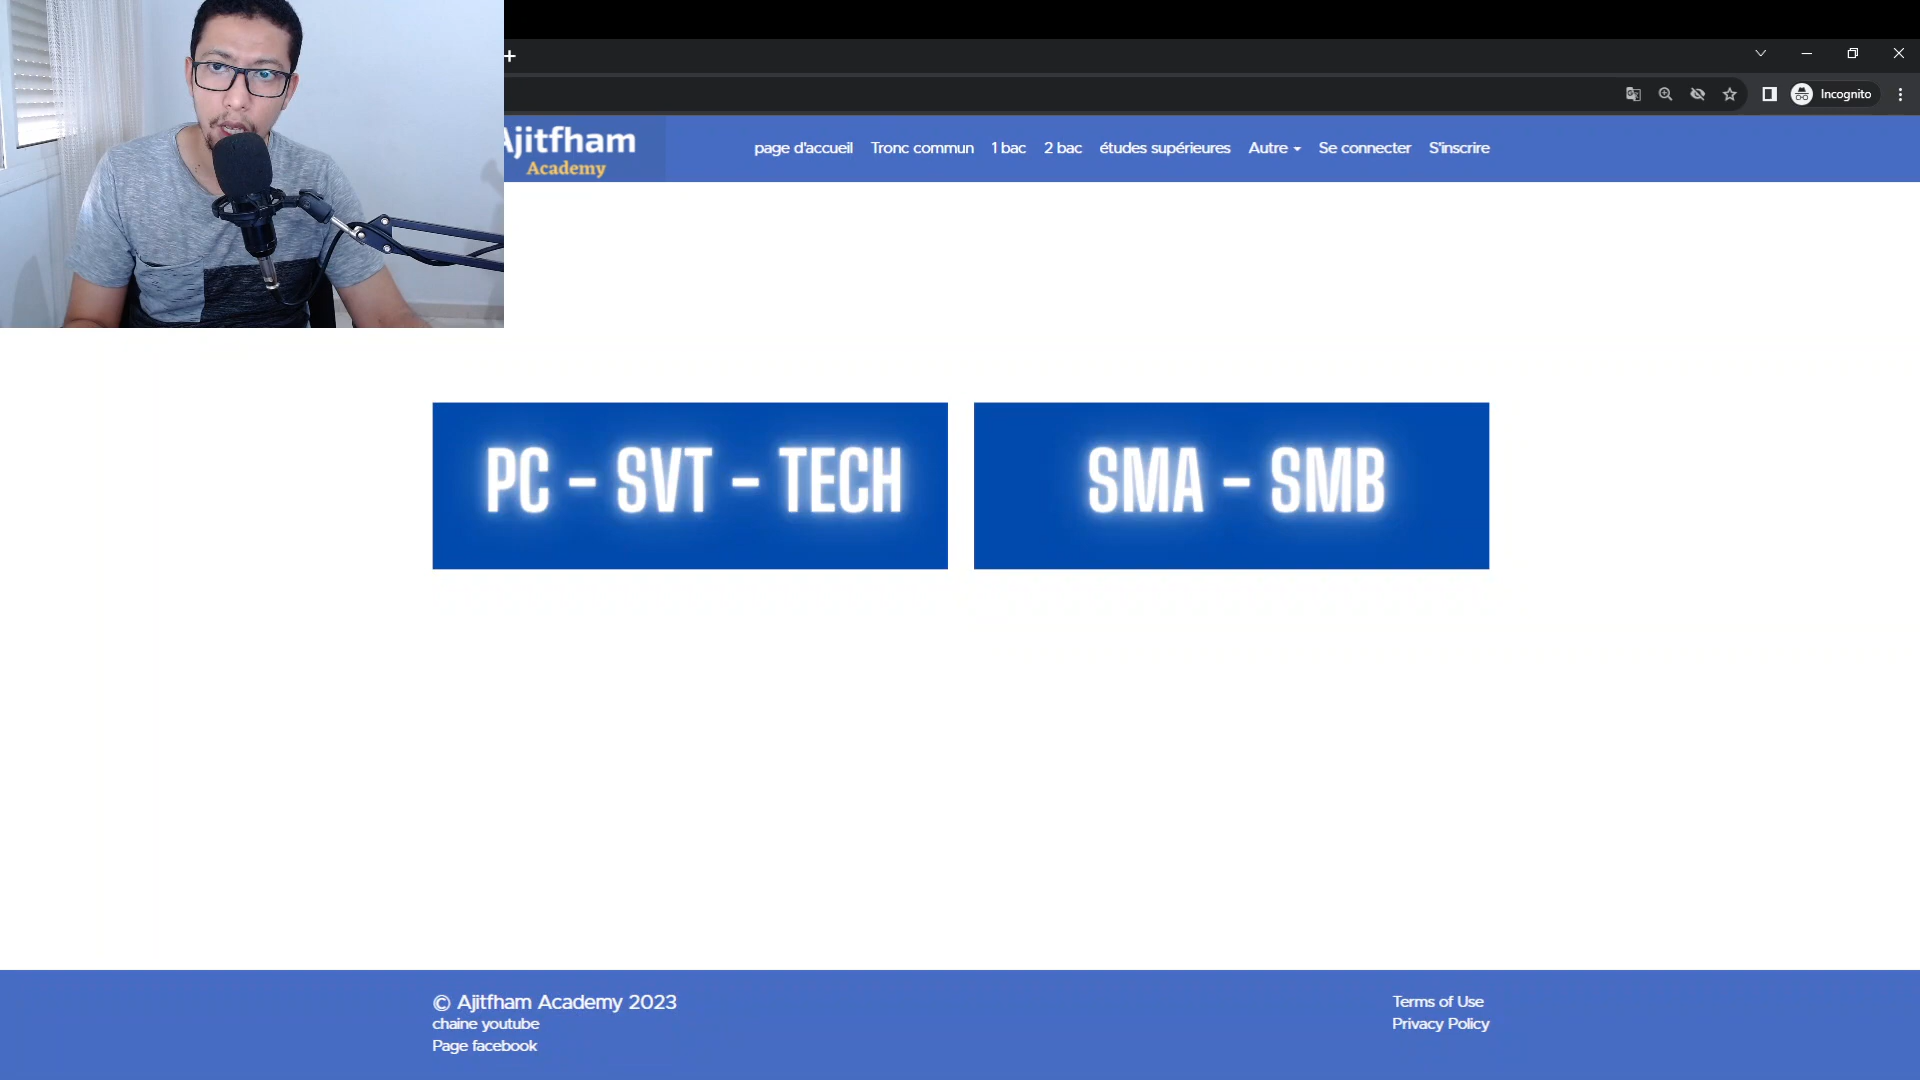 Incognito
Ajitfham
Academy
page d'accueil Tronc commun 1 bac 2 bac études supérieures Autre Se connecter S'inscrire
PC - SVT - TECH
SMA - SMB
© Ajitfham Academy 2023
chaine youtube
Page facebook
Terms of Use
Privacy Policy